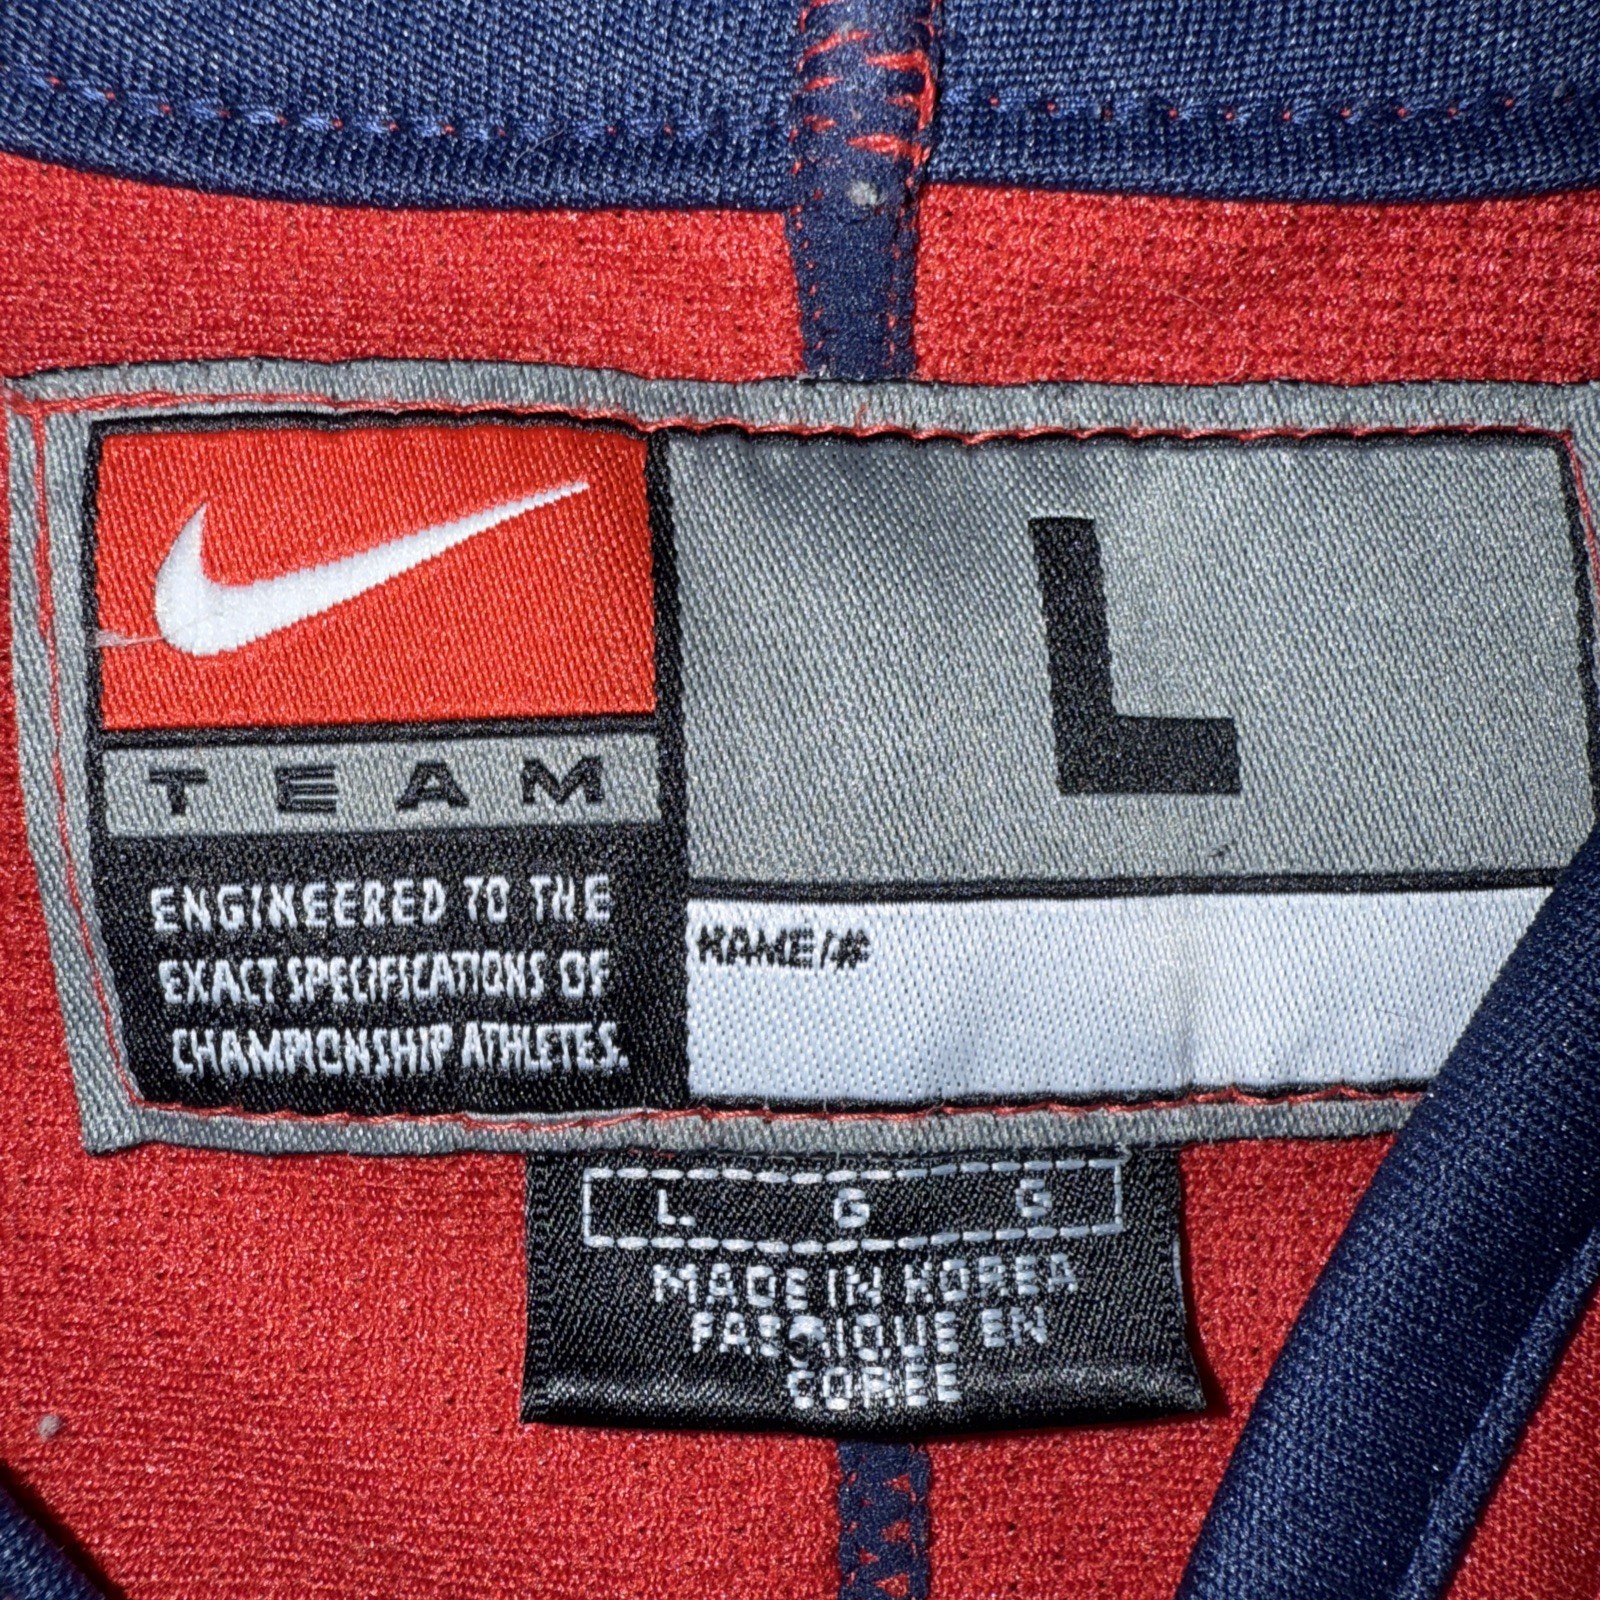 TEAM
L
ENGINEERED TO THE
EXACT SPECIFICATIONS OF
CHAMPIONSHIP ATHLETES.
NAME/#
L G G
MADE IN KOREA
FABRIQUE EN
COREE